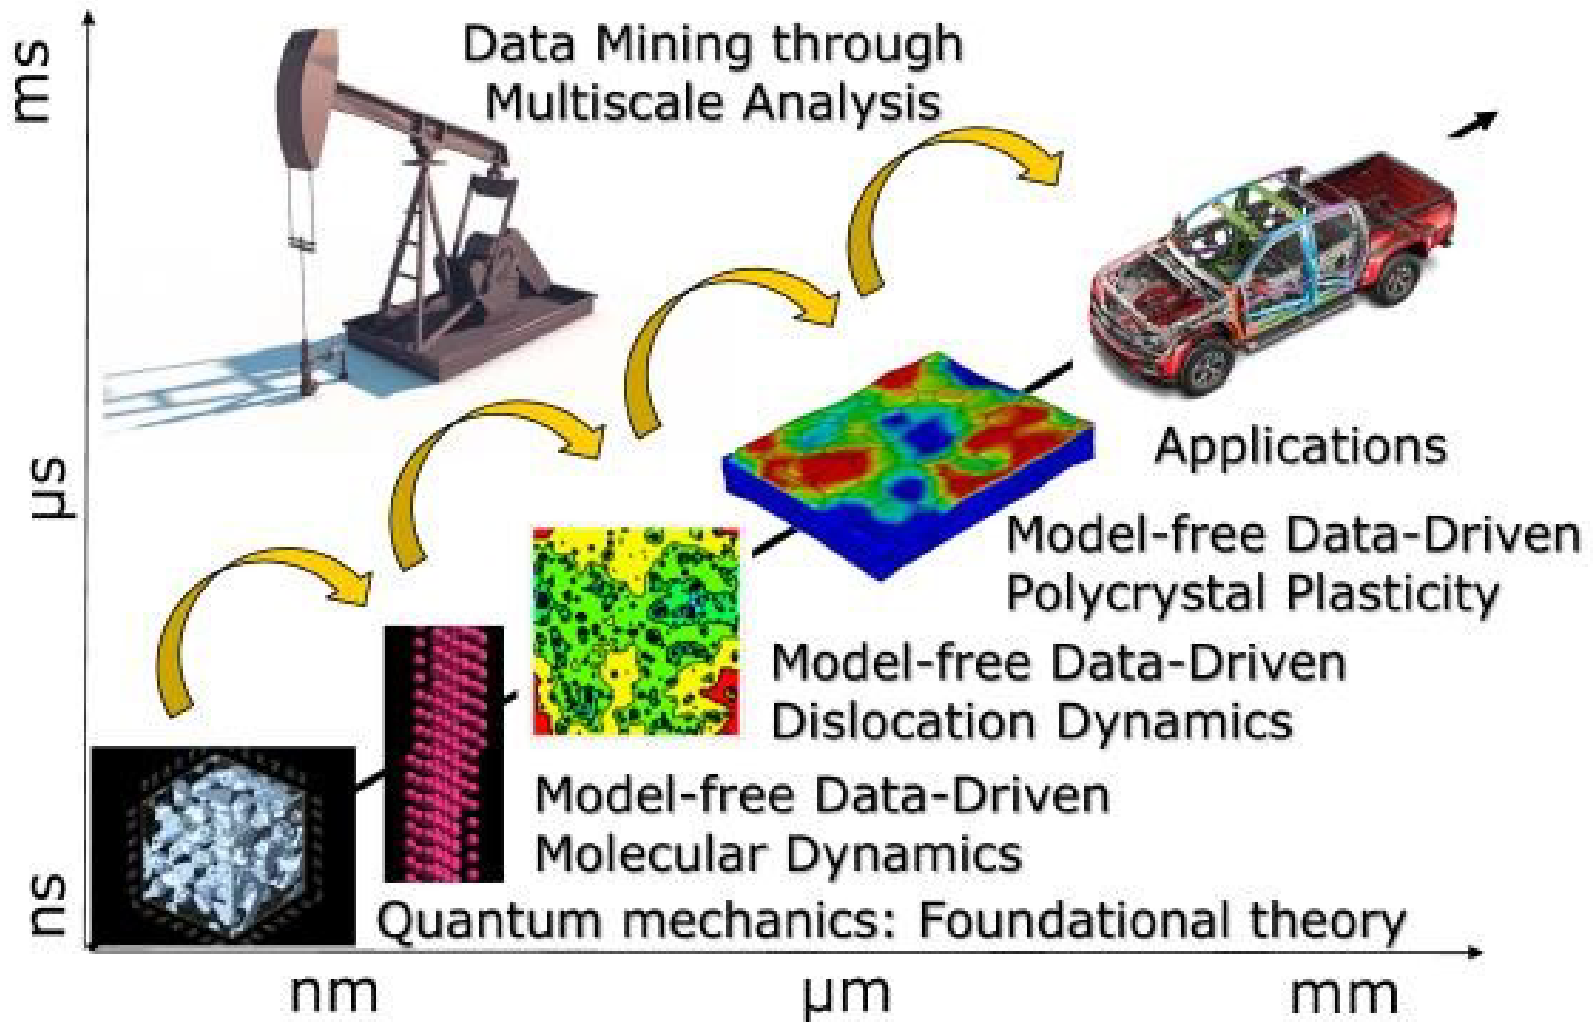 ms
Data Mining through
Multiscale Analysis
µs
Applications
Model-free Data-Driven
Polycrystal Plasticity
Model-free Data-Driven
Dislocation Dynamics
Model-free Data-Driven
Molecular Dynamics
ns
Quantum mechanics: Foundational theory
nm
µm
mm